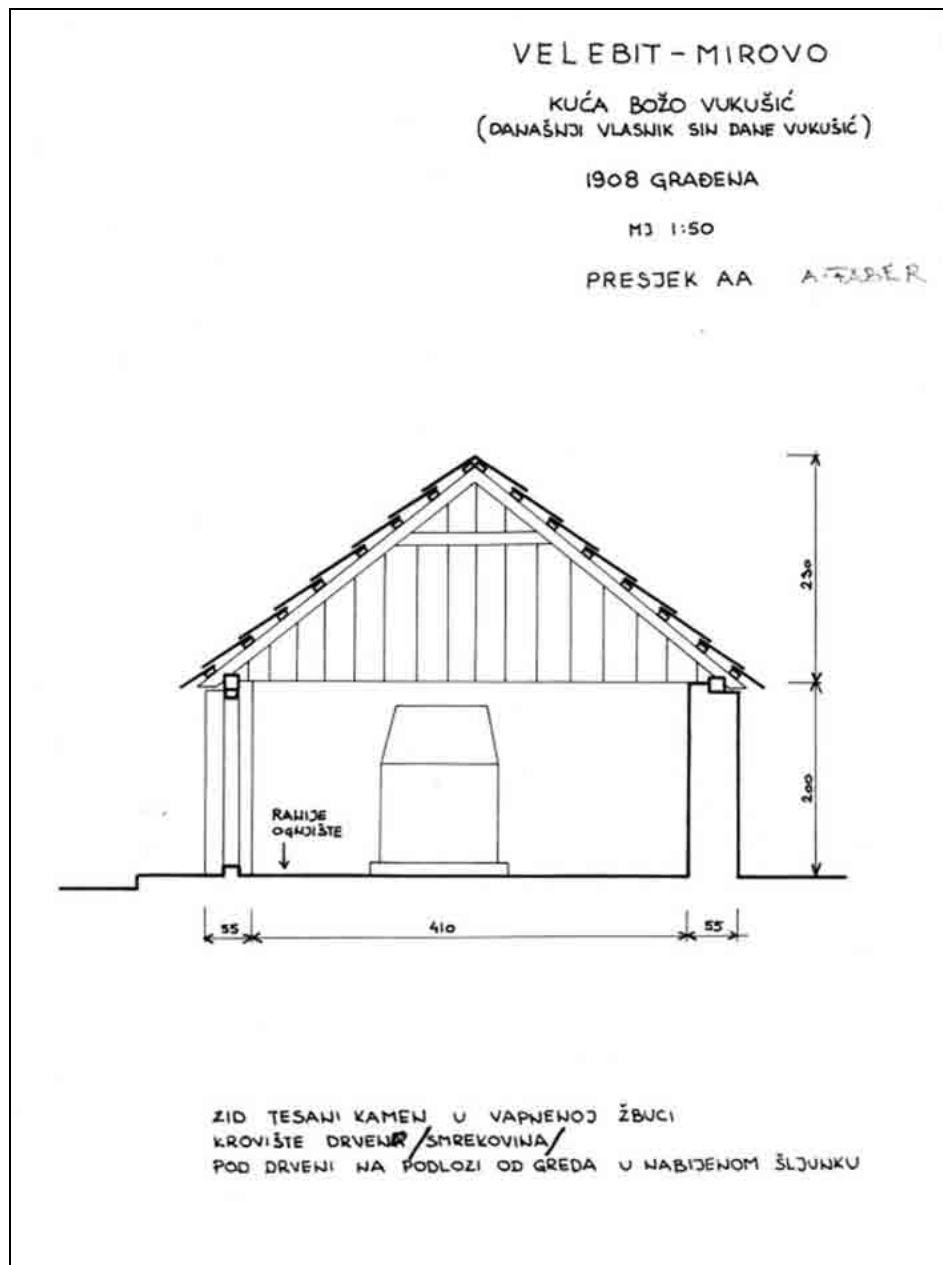 VELEBIT - MIROVO
KUĆA BOŽO VUKUŠIĆ
(DANAŠNJI VLASNIK SIN DANE VUKUŠIĆ)
1908 GRAĐENA
MJ 1:50
PRESJEK AA A. FABER
230
200
RANIJE
OGNJIŠTE
55 410 55
ZID TESANI KAMEN U VAPNENOJ ŽBUCI
KROVIŠTE DRVENO /SMREKOVINA/
POD DRVENI NA PODLOZI OD GREDA U NABIJENOM ŠLJUNKU